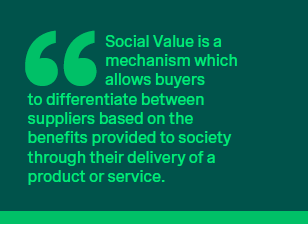 Social Value is a
mechanism which
allows buyers
to differentiate between
suppliers based on the
benefits provided to society
through their delivery of a
product or service.